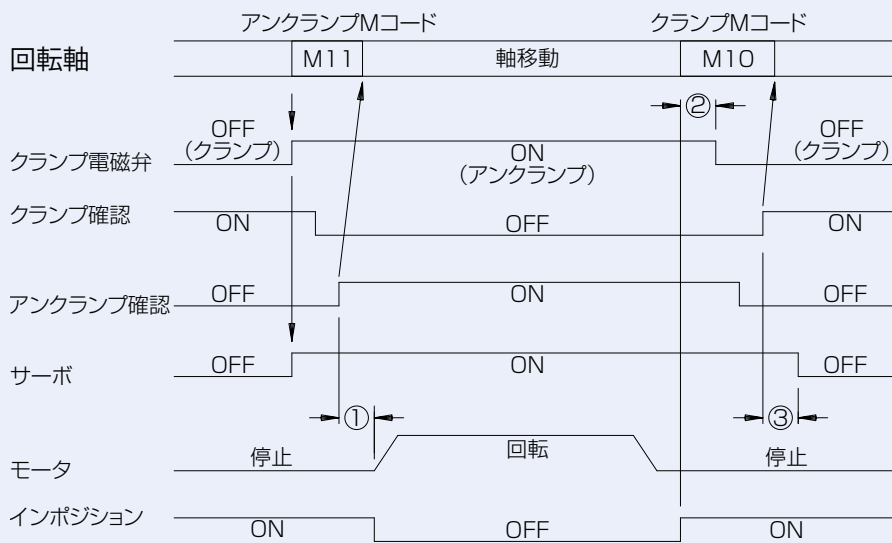 アンクランプMコード
クランプMコード
回転軸
M11
軸移動
M10
②
クランプ電磁弁
OFF
(クランプ)
ON
(アンクランプ)
OFF
(クランプ)
クランプ確認
ON
OFF
ON
アンクランプ確認
OFF
ON
OFF
サーボ
OFF
ON
OFF
①
③
モータ
停止
回転
停止
インポジション
ON
OFF
ON